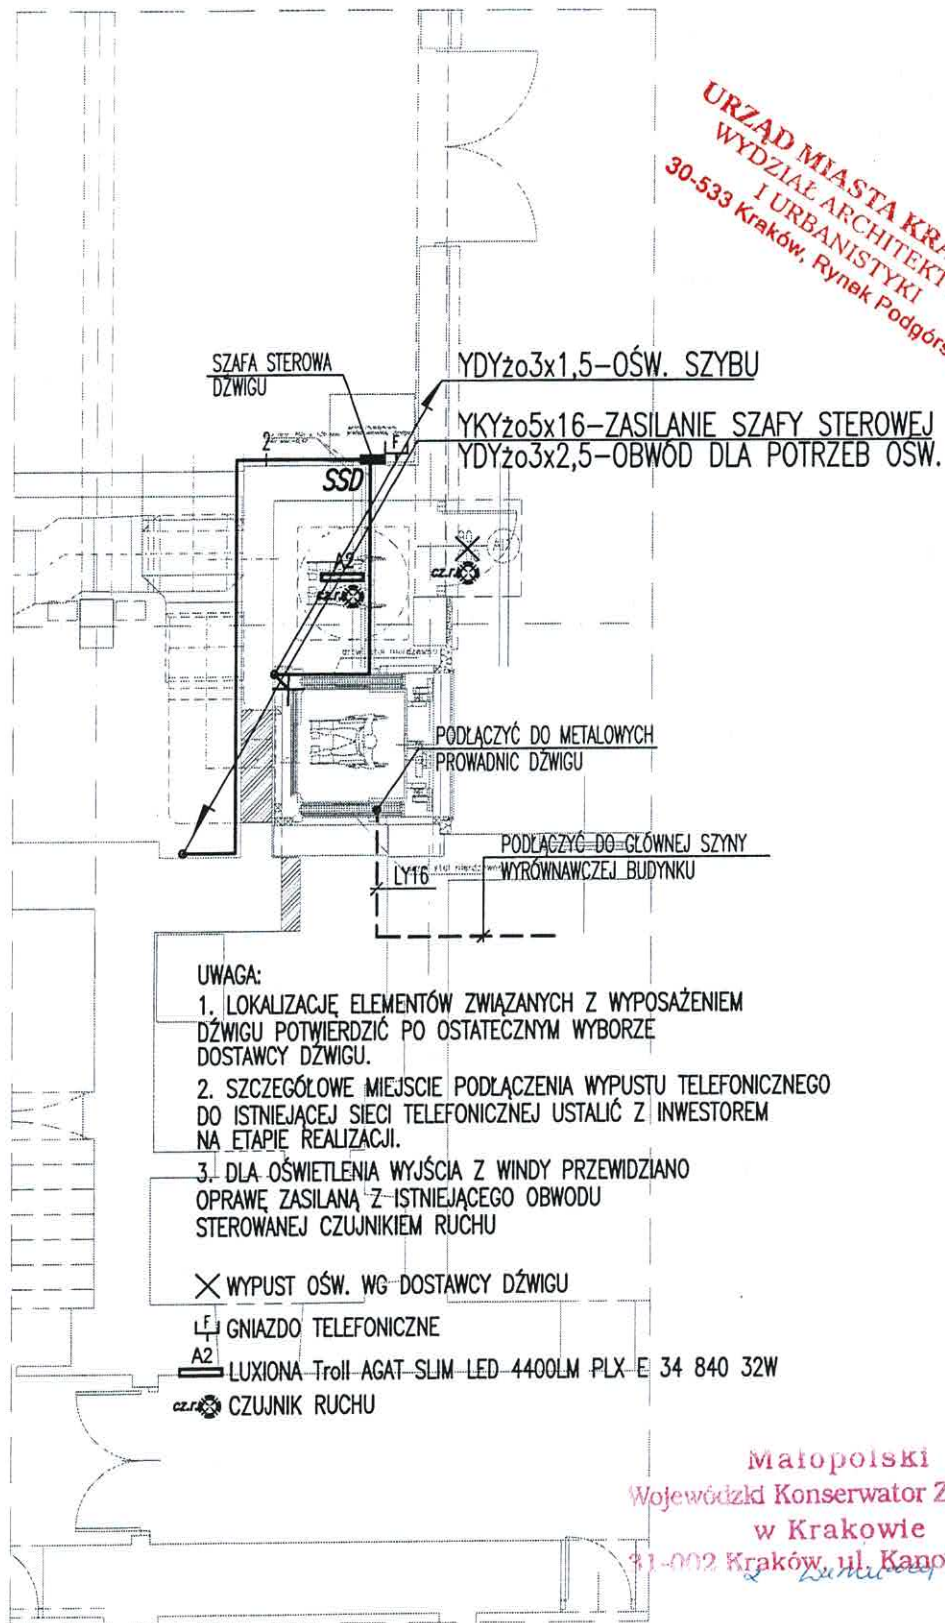 URZĄD MIASTA
WYDZIAŁ
I URBANISTYKI
30-533 Kraków, Rynek
SZAFA STEROWA
DŹWIGU
YDYżo3x1,5-OŚW. SZYBU
YKYżo5x16-ZASILANIE SZAFY STEROWEJ
YDYżo3x2,5-OBWÓD DLA POTRZEB OŚW.
2
F
SSD
A2
cz.r.
cz.r.
PODŁĄCZYĆ DO METALOWYCH
PROWADNIC DŹWIGU
PODŁĄCZYĆ DO GŁÓWNEJ SZYNY
WYRÓWNAWCZEJ BUDYNKU
LY16
UWAGA:
1. LOKALIZACJĘ ELEMENTÓW ZWIĄZANYCH Z WYPOSAŻENIEM
DŹWIGU POTWIERDZIĆ PO OSTATECZNYM WYBORZE
DOSTAWCY DŹWIGU.
2. SZCZEGÓŁOWE MIEJSCE PODŁĄCZENIA WYPUSTU TELEFONICZNEGO
DO ISTNIEJĄCEJ SIECI TELEFONICZNEJ USTALIĆ Z INWESTOREM
NA ETAPIE REALIZACJI.
3. DLA OŚWIETLENIA WYJŚCIA Z WINDY PRZEWIDZIANO
OPRAWĘ ZASILANĄ Z ISTNIEJĄCEGO OBWODU
STEROWANEJ CZUJNIKIEM RUCHU
WYPUST OŚW. WG DOSTAWCY DŹWIGU
F GNIAZDO TELEFONICZNE
A2 LUXIONA Troll AGAT SLIM LED 4400LM PLX E 34 840 32W
cz.r. CZUJNIK RUCHU
Małopolski
Wojewódzki Konserwator
w Krakowie
31-002 Kraków, ul.